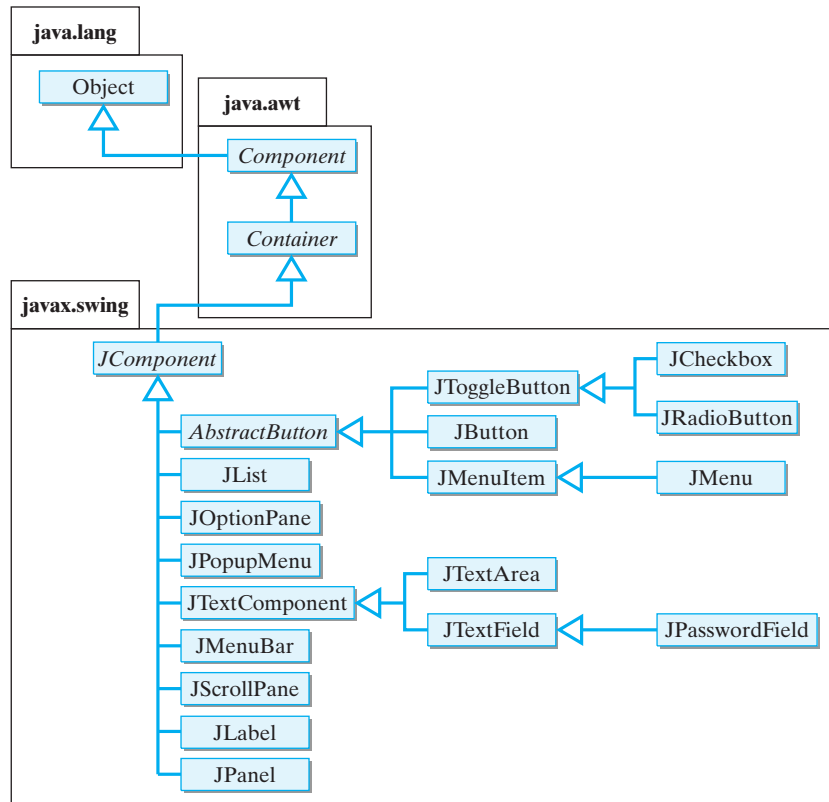 java.lang
Object
java.awt
Component
Container
javax.swing
JComponent
JCheckbox
JToggleButton
JRadioButton
AbstractButton
JButton
JList
JMenuItem
JMenu
JOptionPane
JPopupMenu
JTextArea
JTextComponent
JTextField
JPasswordField
JMenuBar
JScrollPane
JLabel
JPanel